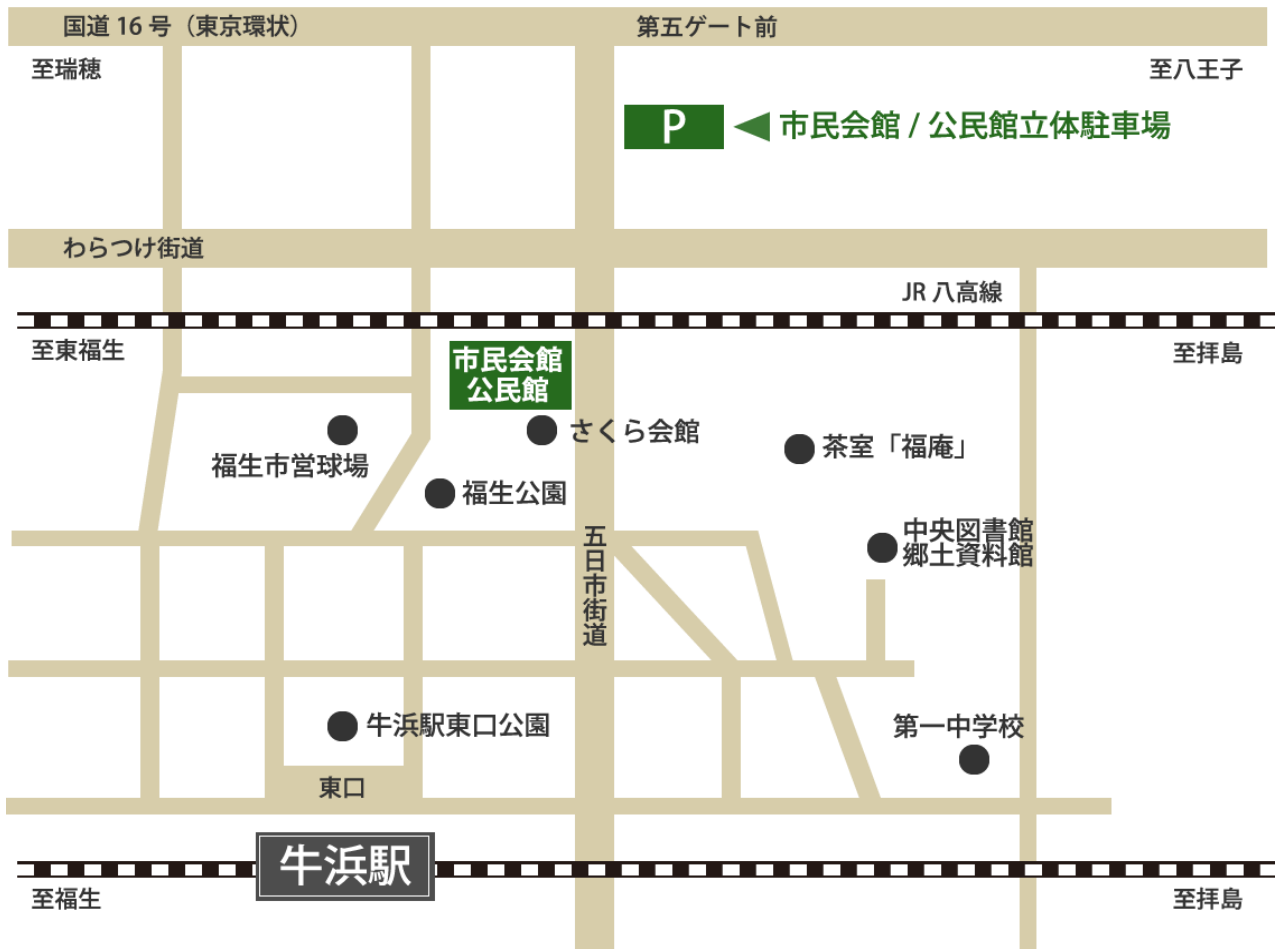 国道 16 号（東京環状）
第五ゲート前
至瑞穂
至八王子
P
市民会館 / 公民館立体駐車場
わらつけ街道
JR 八高線
至東福生
至拝島
市民会館
公民館
さくら会館
福生市営球場
茶室「福庵」
福生公園
中央図書館
郷土資料館
五日市街道
牛浜駅東口公園
第一中学校
東口
牛浜駅
至福生
至拝島